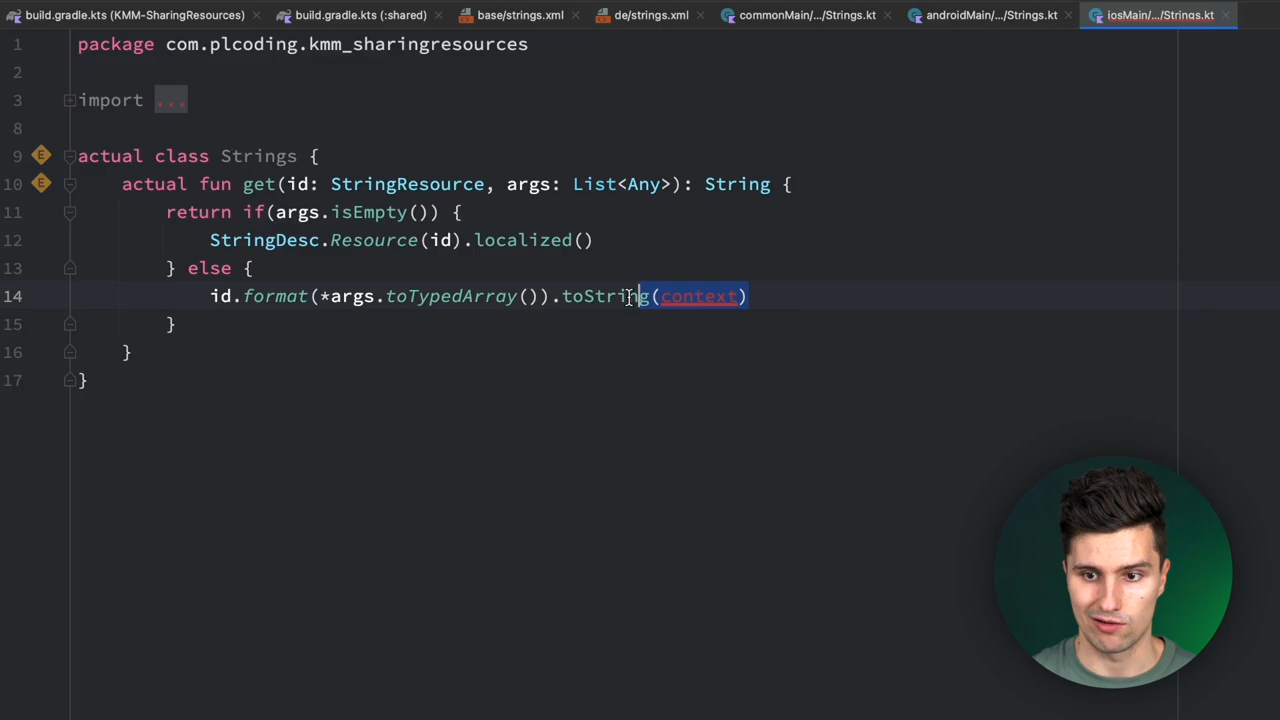 build.gradle.kts (KMM-SharingResources) build.gradle.kts (:shared) base/strings.xml de/strings.xml commonMain/.../Strings.kt androidMain/.../Strings.kt iosMain/.../Strings.kt
1 package com.plcoding.kmm_sharingresources
2
3 import ...
8
9 actual class Strings {
10 actual fun get(id: StringResource, args: List<Any>): String {
11 return if(args.isEmpty()) {
12 StringDesc.Resource(id).localized()
13 } else {
14 id.format(*args.toTypedArray()).toString(context)
15 }
16 }
17 }